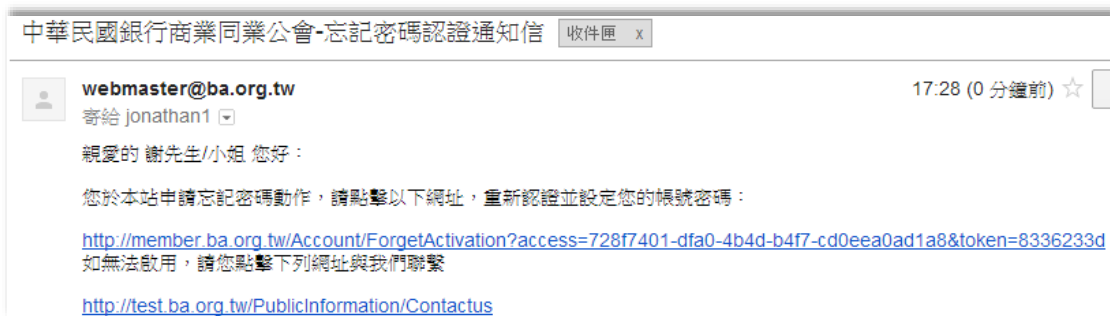 中華民國銀行商業同業公會-忘記密碼認證通知信 收件匣 x
webmaster@ba.org.tw 17:28 (0 分鐘前)
寄給 jonathan1
親愛的 謝先生/小姐 您好：
您於本站申請忘記密碼動作，請點擊以下網址，重新認證並設定您的帳號密碼：
http://member.ba.org.tw/Account/ForgetActivation?access=728f7401-dfa0-4b4d-b4f7-cd0eea0ad1a8&token=8336233d
如無法啟用，請您點擊下列網址與我們聯繫
http://test.ba.org.tw/PublicInformation/Contactus